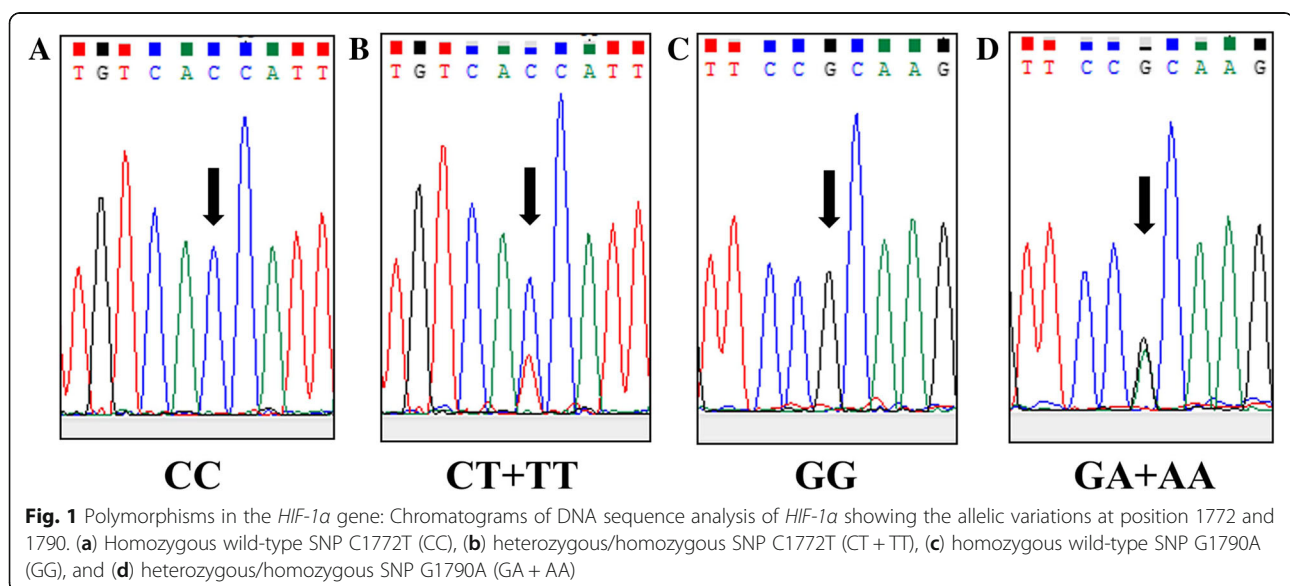 A B C D
T G T C A C C A T T T G T C A C C A T T T T C C G C A A G T T C C G C A A G
CC CT+TT GG GA+AA
Fig. 1 Polymorphisms in the HIF-1α gene: Chromatograms of DNA sequence analysis of HIF-1α showing the allelic variations at position 1772 and
1790. (a) Homozygous wild-type SNP C1772T (CC), (b) heterozygous/homozygous SNP C1772T (CT + TT), (c) homozygous wild-type SNP G1790A
(GG), and (d) heterozygous/homozygous SNP G1790A (GA + AA)